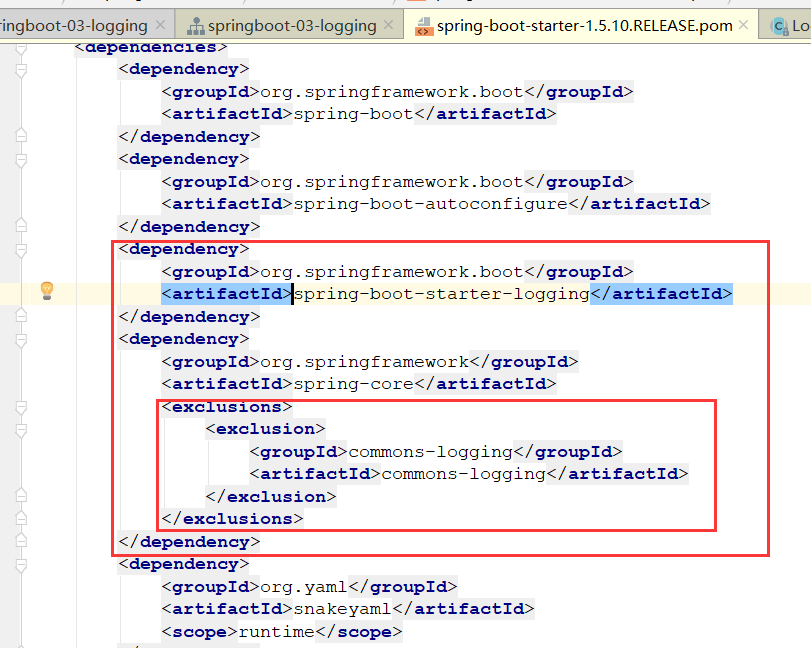 ringboot-03-logging × springboot-03-logging × spring-boot-starter-1.5.10.RELEASE.pom × Lo
<dependencies>
<dependency>
<groupId>org.springframework.boot</groupId>
<artifactId>spring-boot</artifactId>
</dependency>
<dependency>
<groupId>org.springframework.boot</groupId>
<artifactId>spring-boot-autoconfigure</artifactId>
</dependency>
<dependency>
<groupId>org.springframework.boot</groupId>
<artifactId>spring-boot-starter-logging</artifactId>
</dependency>
<dependency>
<groupId>org.springframework</groupId>
<artifactId>spring-core</artifactId>
<exclusions>
<exclusion>
<groupId>commons-logging</groupId>
<artifactId>commons-logging</artifactId>
</exclusion>
</exclusions>
</dependency>
<dependency>
<groupId>org.yaml</groupId>
<artifactId>snakeyaml</artifactId>
<scope>runtime</scope>